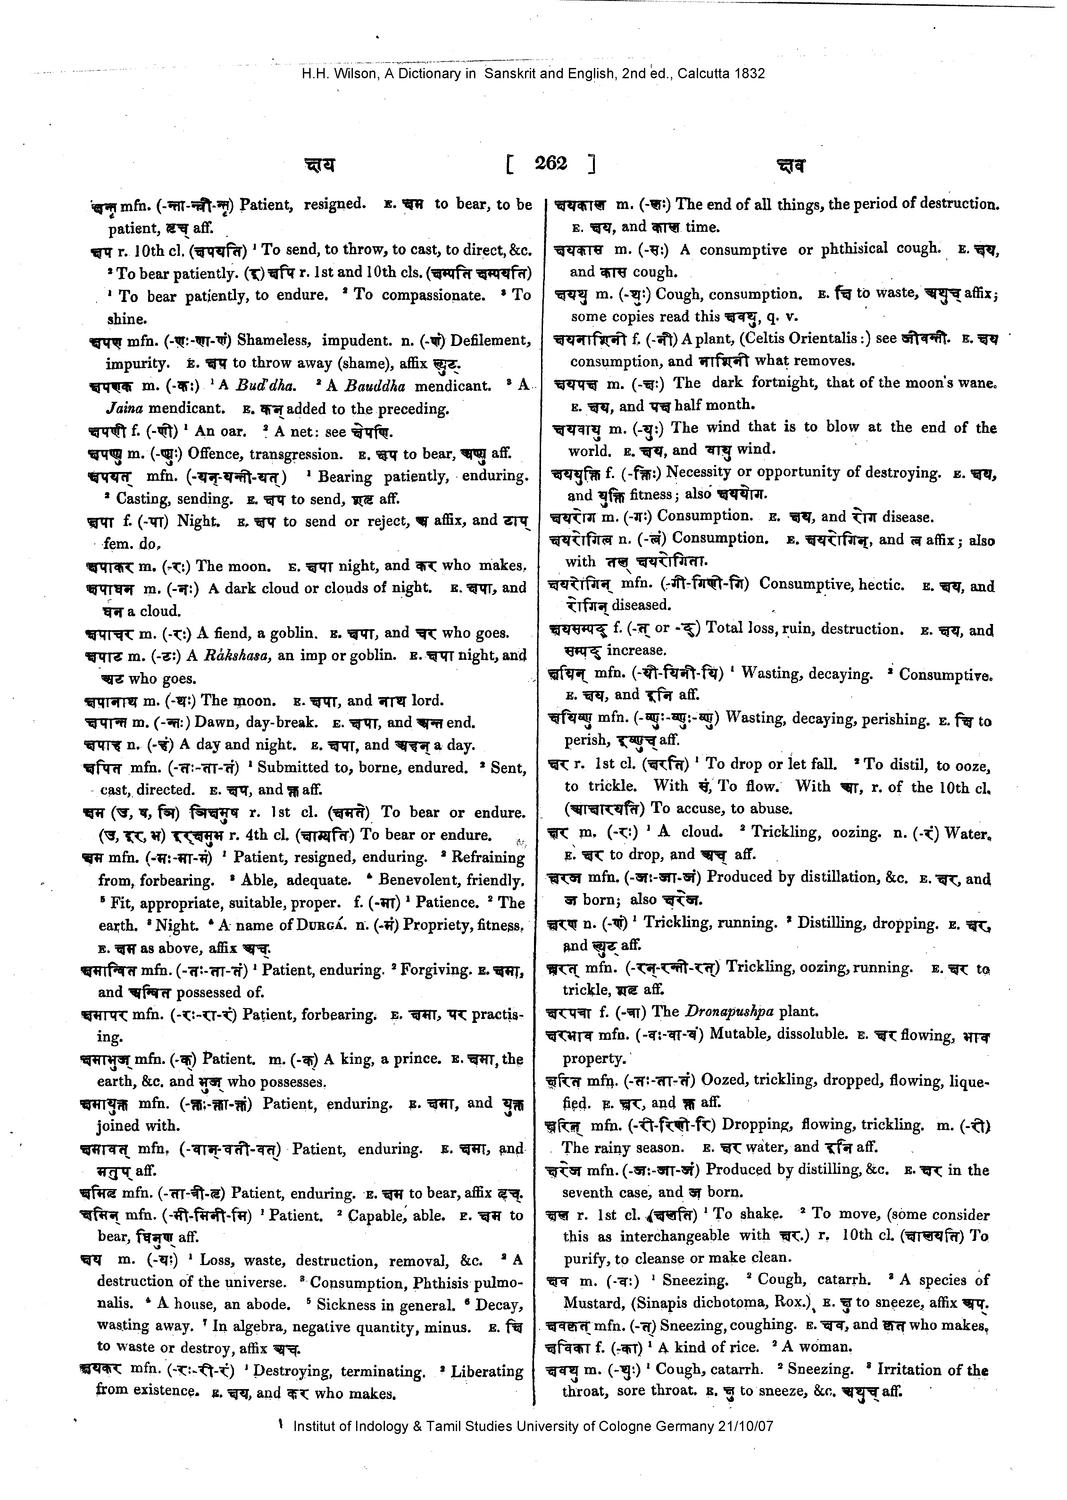 H.H. Wilson, A Dictionary in Sanskrit and English, 2nd ed., Calcutta 1832
क्षय [ 262 ] क्षव
क्षन्तृ mfn. (-न्ता-न्त्री-न्तृ) Patient, resigned. E. क्षम to bear, to be
patient, तृच् aff.
क्षप r. 10th cl. (क्षपयति) ¹ To send, to throw, to cast, to direct, &c.
² To bear patiently. (इ) क्षपि r. 1st and 10th cls. (क्षम्पति क्षम्पयति)
¹ To bear patiently, to endure. ² To compassionate. ³ To
shine.
क्षपण mfn. (-णः-णा-णं) Shameless, impudent. n. (-णं) Defilement,
impurity. E. क्षप to throw away (shame), affix ल्युट्.
क्षपणक m. (-कः) ¹ A Bud'dha. ² A Bauddha mendicant. ³ A
Jaina mendicant. E. कन् added to the preceding.
क्षपणी f. (-णी) ¹ An oar. ² A net: see क्षेपणि.
क्षपण्यु m. (-ण्युः) Offence, transgression. E. क्षप to bear, अण्यु aff.
क्षपयत् mfn. (-यन्-यन्ती-यत्) ¹ Bearing patiently, enduring.
² Casting, sending. E. क्षप to send, शतृ aff.
क्षपा f. (-पा) Night. E. क्षप to send or reject, अ affix, and टाप्
fem. do.
क्षपाकर m. (-रः) The moon. E. क्षपा night, and कर who makes.
क्षपाघन m. (-नः) A dark cloud or clouds of night. E. क्षपा, and
घन a cloud.
क्षपाचर m. (-रः) A fiend, a goblin. E. क्षपा, and चर who goes.
क्षपाट m. (-टः) A Rákshasa, an imp or goblin. E. क्षपा night, and
अट who goes.
क्षपानाथ m. (-थः) The moon. E. क्षपा, and नाथ lord.
क्षपान्त m. (-न्तः) Dawn, day-break. E. क्षपा, and अन्त end.
क्षपाह n. (-हं) A day and night. E. क्षपा, and अहन् a day.
क्षपित mfn. (-तः-ता-तं) ¹ Submitted to, borne, endured. ² Sent,
cast, directed. E. क्षप, and क्त aff.
क्षम (उ, ष, ञि) ञिक्षमूष r. 1st cl. (क्षमते) To bear or endure.
(उ, इर्, भ) r. 4th cl. (क्षाम्यति) To bear or endure.
क्षम mfn. (-मः-मा-मं) ¹ Patient, resigned, enduring. ² Refraining
from, forbearing. ³ Able, adequate. ⁴ Benevolent, friendly.
⁵ Fit, appropriate, suitable, proper. f. (-मा) ¹ Patience. ² The
earth. ³ Night. ⁴ A name of DURGÁ. n. (-मं) Propriety, fitness.
E. क्षम as above, affix अच्.
क्षमान्वित mfn. (-तः-ता-तं) ¹ Patient, enduring. ² Forgiving. E. क्षमा,
and अन्वित possessed of.
क्षमापर mfn. (-रः-रा-रं) Patient, forbearing. E. क्षमा, पर practis-
ing.
क्षमाभुज् mfn. (-क्) Patient. m. (-क्) A king, a prince. E. क्षमा, the
earth, &c. and भुज् who possesses.
क्षमायुक्त mfn. (-क्तः-क्ता-क्तं) Patient, enduring. E. क्षमा, and युक्त
joined with.
क्षमावत् mfn. (-वान्-वती-वत्) Patient, enduring. E. क्षमा, and
मतुप् aff.
क्षमितृ mfn. (-ता-त्री-तृ) Patient, enduring. E. क्षम to bear, affix तृच्.
क्षमिन् mfn. (-मी-मिनी-मि) ¹ Patient. ² Capable, able. E. क्षम to
bear, घिनुण् aff.
क्षय m. (-यः) ¹ Loss, waste, destruction, removal, &c. ² A
destruction of the universe. ³ Consumption, Phthisis pulmo-
nalis. ⁴ A house, an abode. ⁵ Sickness in general. ⁶ Decay,
wasting away. ⁷ In algebra, negative quantity, minus. E. क्षि
to waste or destroy, affix अच्.
क्षयकर mfn. (-रः-री-रं) ¹ Destroying, terminating. ² Liberating
from existence. E. क्षय, and कर who makes.
क्षयकाल m. (-लः) The end of all things, the period of destruction.
E. क्षय, and काल time.
क्षयकास m. (-सः) A consumptive or phthisical cough. E. क्षय,
and कास cough.
क्षयथु m. (-थुः) Cough, consumption. E. क्षि to waste, अथुच् affix;
some copies read this क्षवथु, q. v.
क्षयनाशिनी f. (-नी) A plant, (Celtis Orientalis:) see जीवन्ती. E. क्षय
consumption, and नाशिनी what removes.
क्षयपक्ष m. (-क्षः) The dark fortnight, that of the moon's wane.
E. क्षय, and पक्ष half month.
क्षयवायु m. (-युः) The wind that is to blow at the end of the
world. E. क्षय, and वायु wind.
क्षययुक्ति f. (-क्तिः) Necessity or opportunity of destroying. E. क्षय,
and युक्ति fitness; also क्षययोग.
क्षयरोग m. (-गः) Consumption. E. क्षय, and रोग disease.
क्षयरोगित्व n. (-त्वं) Consumption. E. क्षयरोगिन्, and त्व affix; also
with तल् क्षयरोगिता.
क्षयरोगिन् mfn. (-गी-गिणी-गि) Consumptive, hectic. E. क्षय, and
रोगिन् diseased.
क्षयसम्पद् f. (-त् or -द्) Total loss, ruin, destruction. E. क्षय, and
सम्पद् increase.
क्षयिन् mfn. (-यी-यिनी-यि) ¹ Wasting, decaying. ² Consumptive.
E. क्षय, and इनि aff.
क्षयिष्णु mfn. (-ष्णुः-ष्णुः-ष्णु) Wasting, decaying, perishing. E. क्षि to
perish, इष्णुच् aff.
क्षर r. 1st cl. (क्षरति) ¹ To drop or let fall. ² To distil, to ooze,
to trickle. With सं, To flow. With आ, r. of the 10th cl.
(आक्षारयति) To accuse, to abuse.
क्षर m. (-रः) ¹ A cloud. ² Trickling, oozing. n. (-रं) Water.
E. क्षर to drop, and अच् aff.
क्षरज mfn. (-जः-जा-जं) Produced by distillation, &c. E. क्षर, and
ज born; also क्षरेज.
क्षरण n. (-णं) ¹ Trickling, running. ² Distilling, dropping. E. क्षर,
and ल्युट् aff.
क्षरत् mfn. (-रन्-रन्ती-रत्) Trickling, oozing, running. E. क्षर to
trickle, शतृ aff.
क्षरपत्रा f. (-त्रा) The Dronapushpa plant.
क्षरभाव mfn. (-वः-वा-वं) Mutable, dissoluble. E. क्षर flowing, भाव
property.
क्षरित mfn. (-तः-ता-तं) Oozed, trickling, dropped, flowing, lique-
fied. E. क्षर, and क्त aff.
क्षरिन् mfn. (-री-रिणी-रि) Dropping, flowing, trickling. m. (-री)
The rainy season. E. क्षर water, and इनि aff.
क्षरेज mfn. (-जः-जा-जं) Produced by distilling, &c. E. क्षर in the
seventh case, and ज born.
क्षल r. 1st cl. (क्षलति) ¹ To shake. ² To move, (some consider
this as interchangeable with क्षर.) r. 10th cl. (क्षालयति) To
purify, to cleanse or make clean.
क्षव m. (-वः) ¹ Sneezing. ² Cough, catarrh. ³ A species of
Mustard, (Sinapis dichotoma, Rox.) E. क्षु to sneeze, affix अप्.
क्षवकृत् mfn. (-त्) Sneezing, coughing. E. क्षव, and कृत् who makes.
क्षविका f. (-का) ¹ A kind of rice. ² A woman.
क्षवथु m. (-थुः) ¹ Cough, catarrh. ² Sneezing. ³ Irritation of the
throat, sore throat. E. क्षु to sneeze, &c. अथुच् aff.
Institut of Indology & Tamil Studies University of Cologne Germany 21/10/07